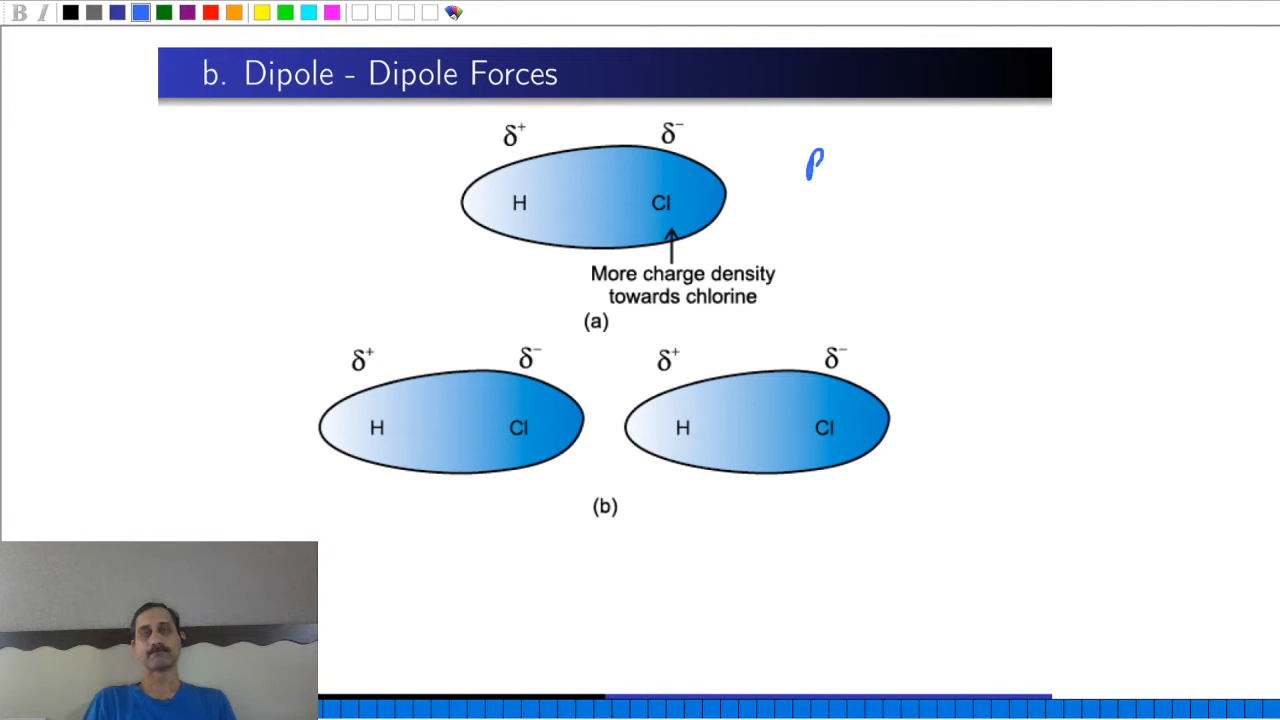 B I
b. Dipole - Dipole Forces
δ+ δ−
H Cl
P
More charge density
towards chlorine
(a)
δ+ δ− δ+ δ−
H Cl H Cl
(b)